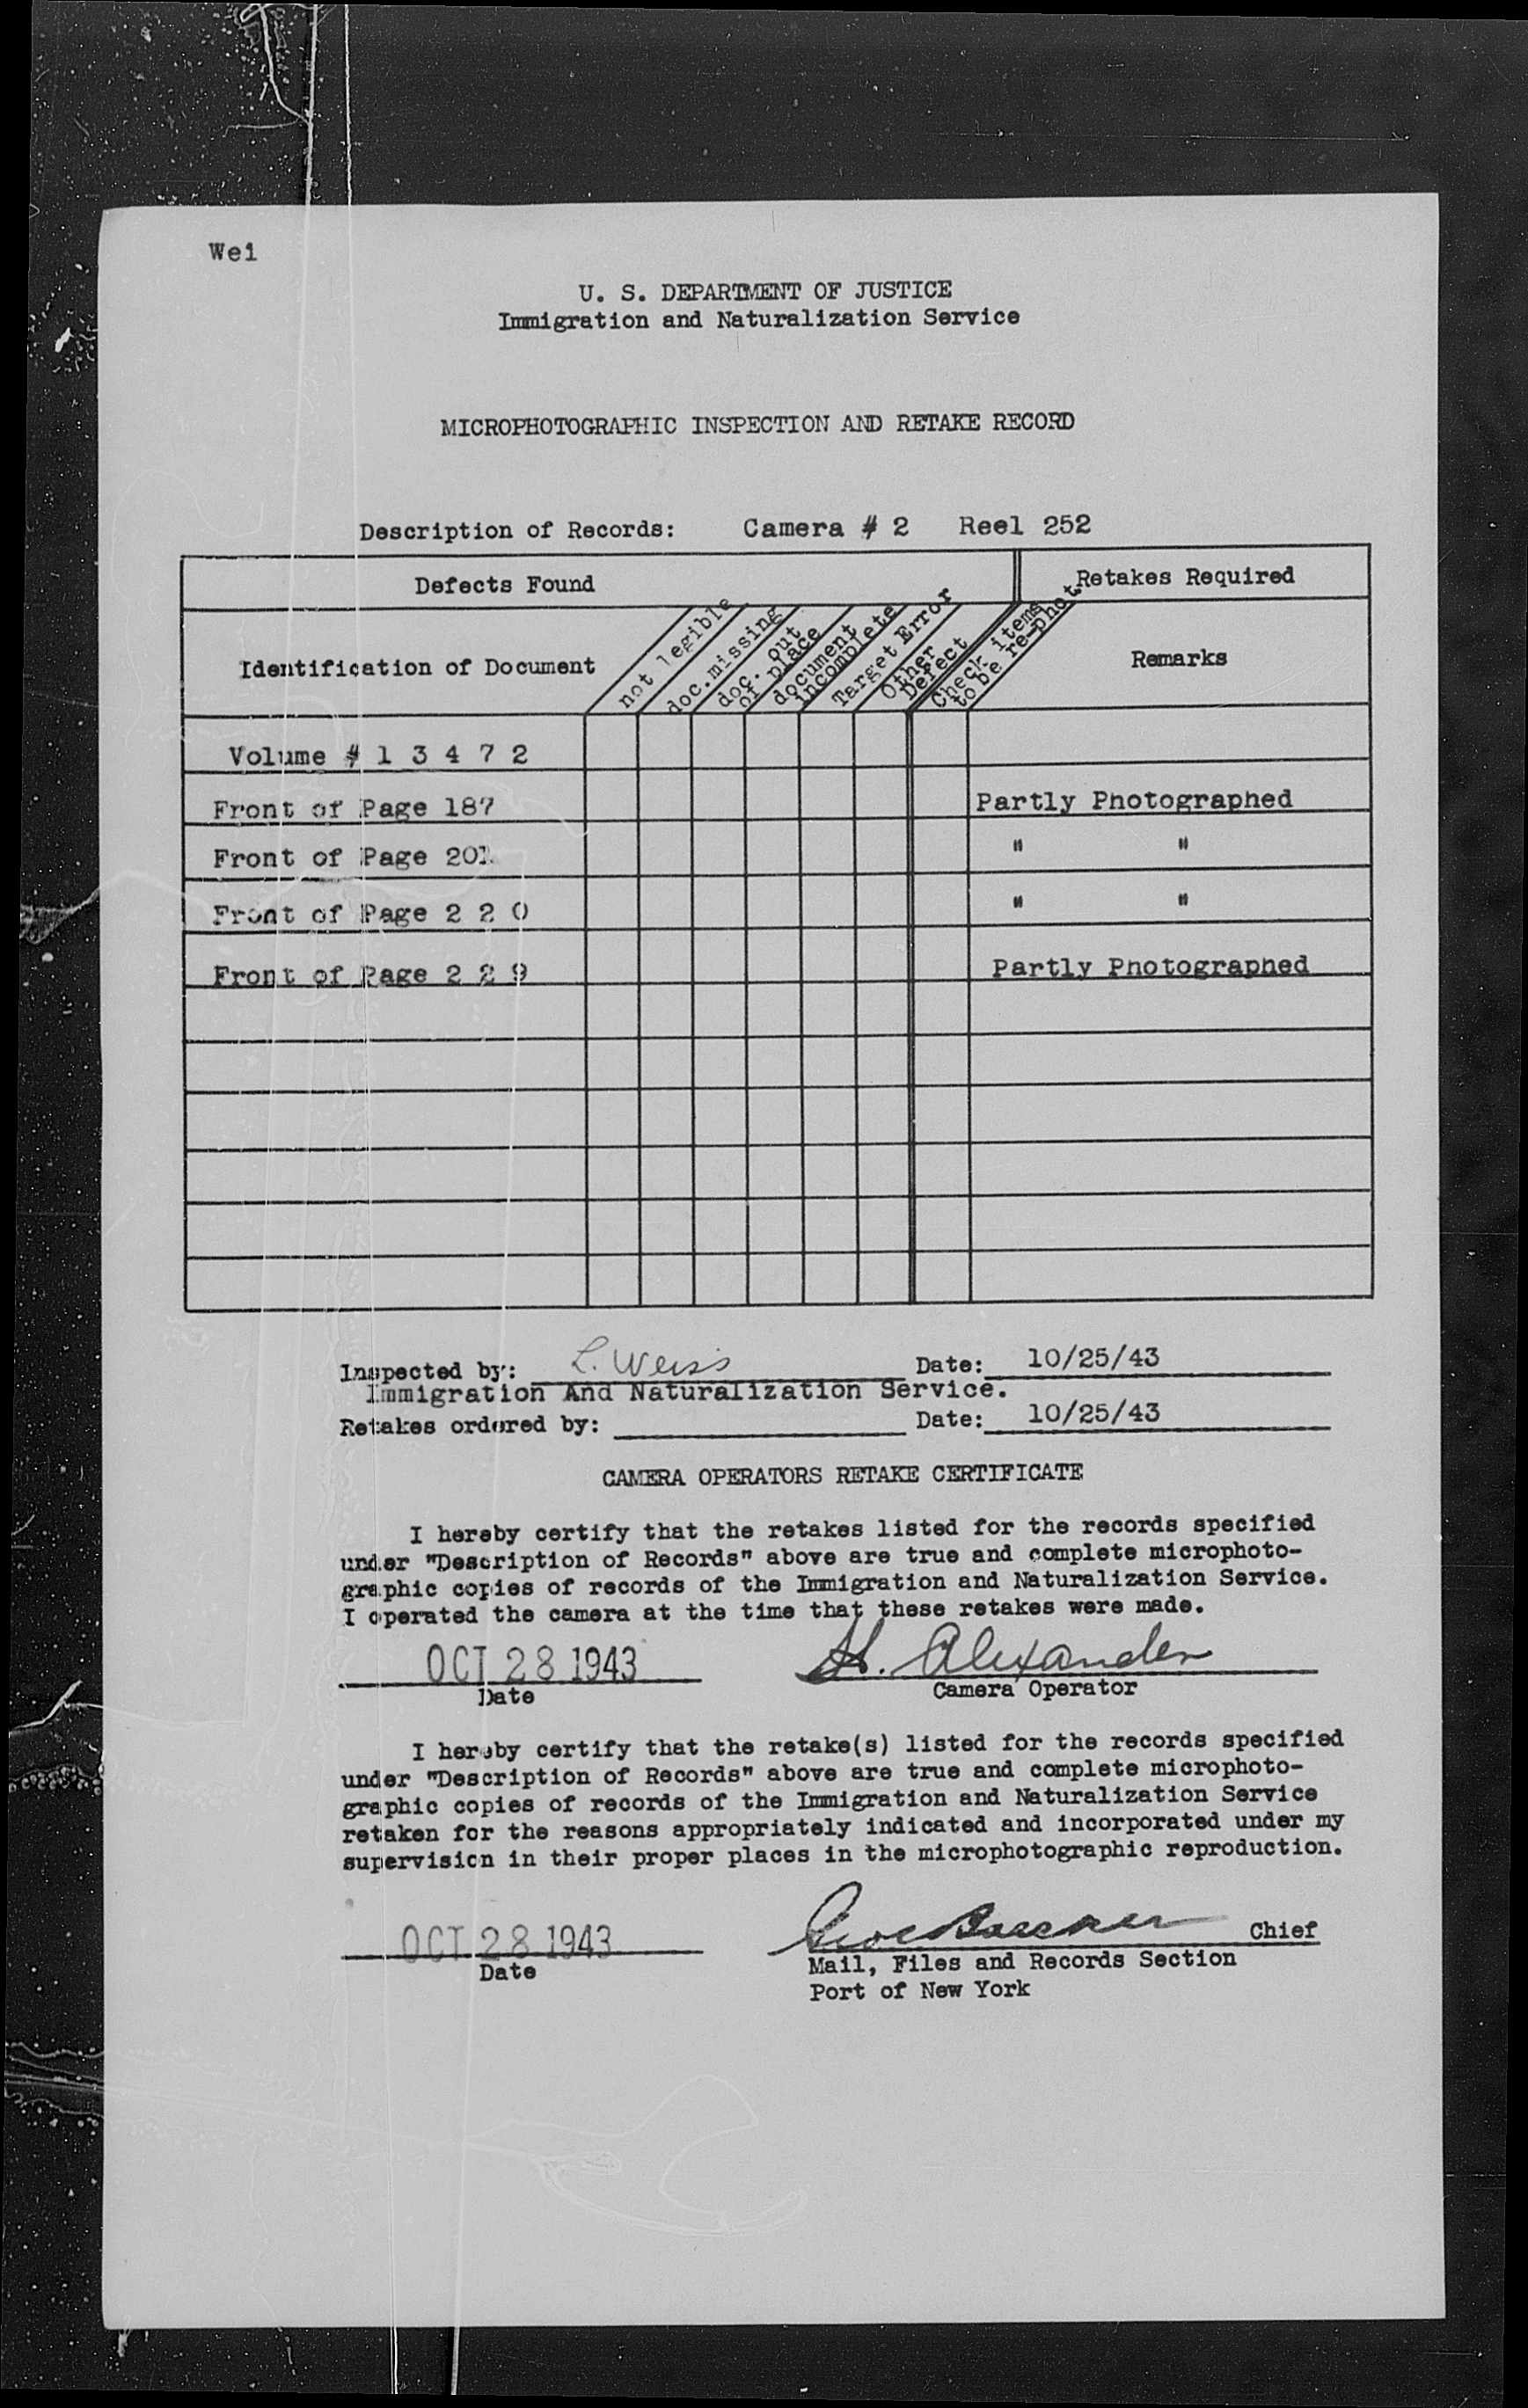 Wei
U. S. DEPARTMENT OF JUSTICE
Immigration and Naturalization Service
MICROPHOTOGRAPHIC INSPECTION AND RETAKE RECORD
Description of Records: Camera # 2 Reel 252
Defects Found Retakes Required
Identification of Document not legible doc.missing doc. out of place document incomplete Target Error Other Defect Check items to be re-phot. Remarks
Volume # 1 3 4 7 2
Front of Page 187 Partly Photographed
Front of Page 201 " "
Front of Page 2 2 0 " "
Front of Page 2 2 9 Partly Photographed
Inspected by: L. Weiss Date: 10/25/43
Immigration And Naturalization Service.
Retakes ordered by: Date: 10/25/43
CAMERA OPERATORS RETAKE CERTIFICATE
I hereby certify that the retakes listed for the records specified
under "Description of Records" above are true and complete microphoto-
graphic copies of records of the Immigration and Naturalization Service.
I operated the camera at the time that these retakes were made.
OCT 28 1943 H. Alexander
Date Camera Operator
I hereby certify that the retake(s) listed for the records specified
under "Description of Records" above are true and complete microphoto-
graphic copies of records of the Immigration and Naturalization Service
retaken for the reasons appropriately indicated and incorporated under my
supervision in their proper places in the microphotographic reproduction.
OCT 28 1943 Chief
Date Mail, Files and Records Section
Port of New York